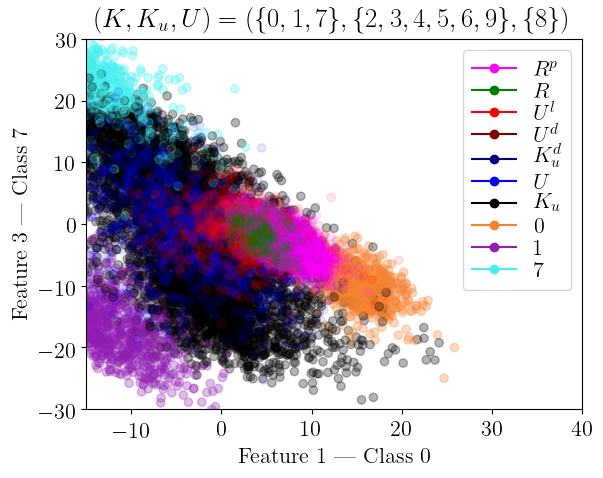 (K, K_u, U) = ({0, 1, 7}, {2, 3, 4, 5, 6, 9}, {8})
30
20
10
0
−10
−20
−30
Feature 3 — Class 7
R^p
R
U^l
U^d
K_u^d
U
K_u
0
1
7
−10
0
10
20
30
40
Feature 1 — Class 0